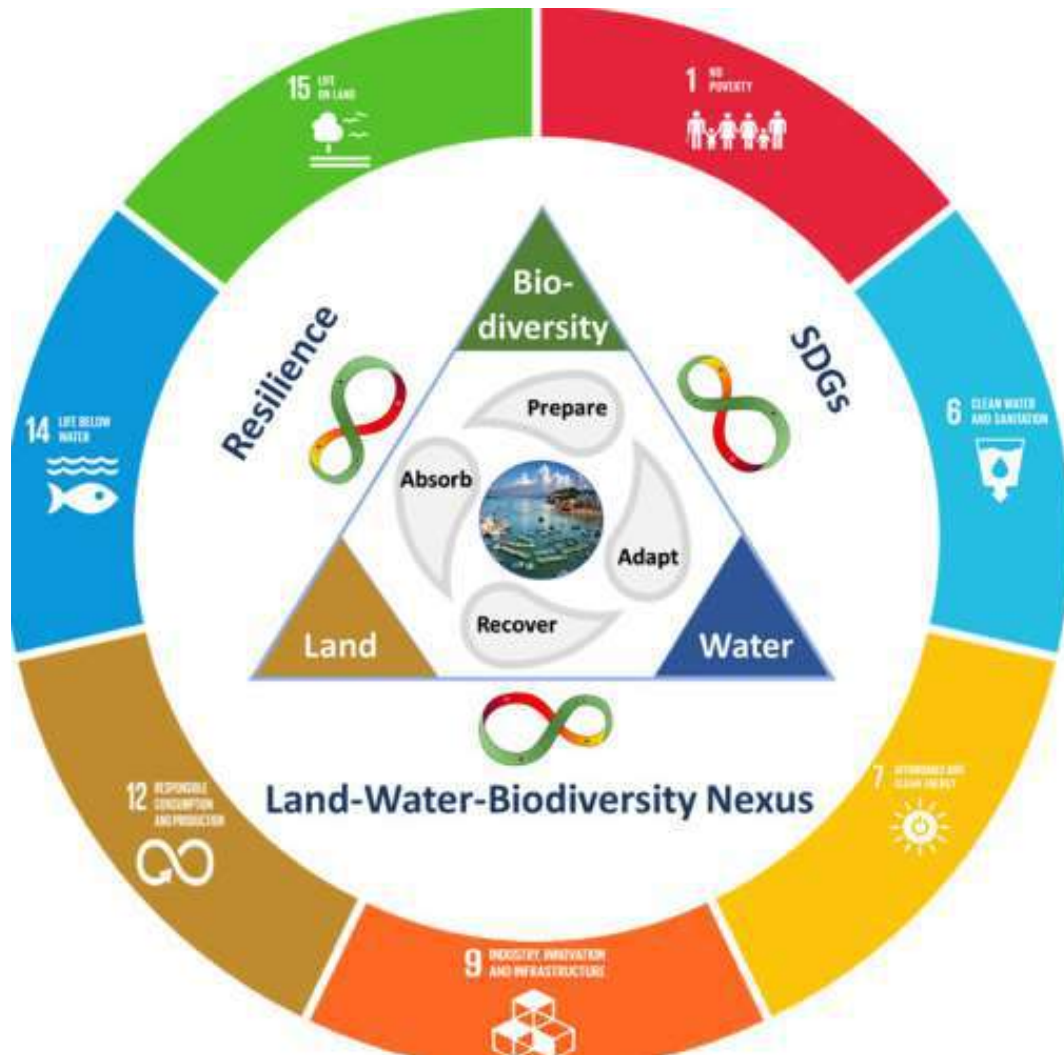 15 LIFE
ON LAND
1 NO
POVERTY
Bio-
diversity
Resilience
SDGs
Prepare
14 LIFE BELOW
WATER
6 CLEAN WATER
AND SANITATION
Absorb
Adapt
Recover
Land
Water
7 AFFORDABLE AND
CLEAN ENERGY
12 RESPONSIBLE
CONSUMPTION
AND PRODUCTION
Land-Water-Biodiversity Nexus
9 INDUSTRY, INNOVATION
AND INFRASTRUCTURE